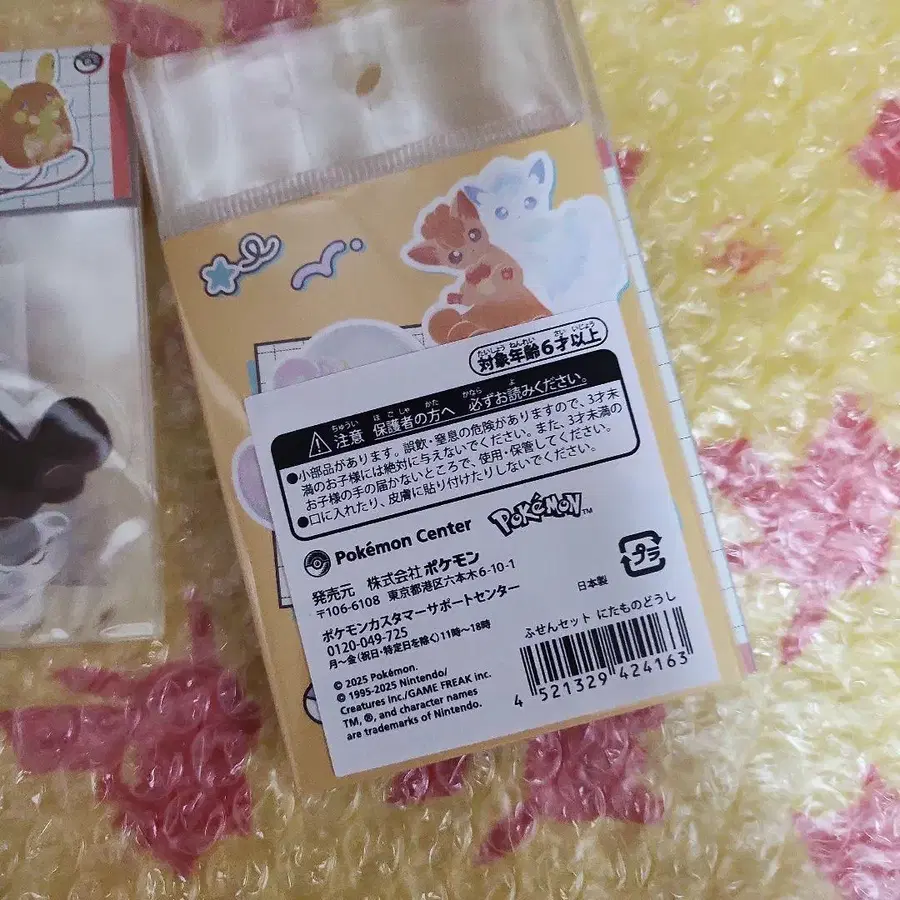 たいしょうねんれい さい いじょう
対象年齢6才以上
ちゅうい ほごしゃ かた かなら よ
注意 保護者の方へ 必ずお読みください。
●小部品があります。誤飲・窒息の危険がありますので、3才未
満のお子様には絶対に与えないでください。また、3才未満の
お子様の手の届かないところで、使用・保管してください。
●口に入れたり、皮膚に貼り付けたりしないでください。
Pokémon Center POKéMON™
発売元 株式会社 ポケモン
〒106-6108 東京都港区六本木6-10-1
ポケモンカスタマーサポートセンター
0120-049-725
月～金(祝日・特定日を除く)11時～18時
© 2025 Pokémon.
© 1995-2025 Nintendo/
Creatures Inc./GAME FREAK inc.
TM, ®, and character names
are trademarks of Nintendo.
プラ
日本製
ふせんセット にたものどうし
4 521329 424163